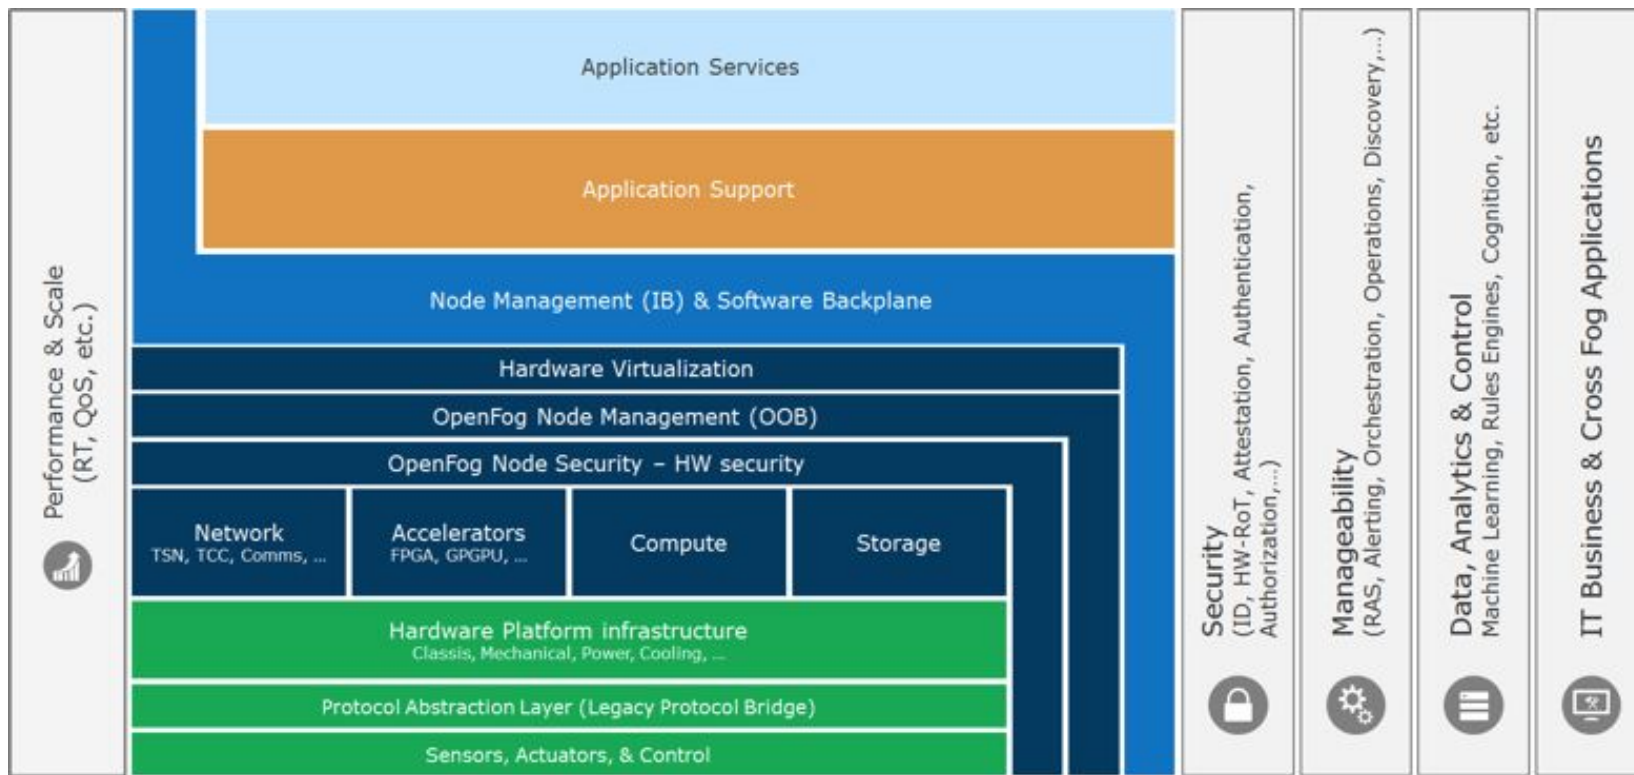 Performance & Scale
(RT, QoS, etc.)
Application Services
Application Support
Node Management (IB) & Software Backplane
Hardware Virtualization
OpenFog Node Management (OOB)
OpenFog Node Security – HW security
Network
TSN, TCC, Comms, ...
Accelerators
FPGA, GPGPU, ...
Compute
Storage
Hardware Platform infrastructure
Classis, Mechanical, Power, Cooling, ...
Protocol Abstraction Layer (Legacy Protocol Bridge)
Sensors, Actuators, & Control
Security
(ID, HW-RoT, Attestation, Authentication,
Authorization,...)
Manageability
(RAS, Alerting, Orchestration, Operations, Discovery,...)
Data, Analytics & Control
Machine Learning, Rules Engines, Cognition, etc.
IT Business & Cross Fog Applications